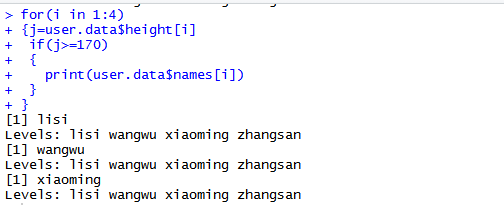 > for(i in 1:4)
+ {j=user.data$height[i]
+  if(j>=170)
+  {
+    print(user.data$names[i])
+  }
+ }
[1] lisi
Levels: lisi wangwu xiaoming zhangsan
[1] wangwu
Levels: lisi wangwu xiaoming zhangsan
[1] xiaoming
Levels: lisi wangwu xiaoming zhangsan